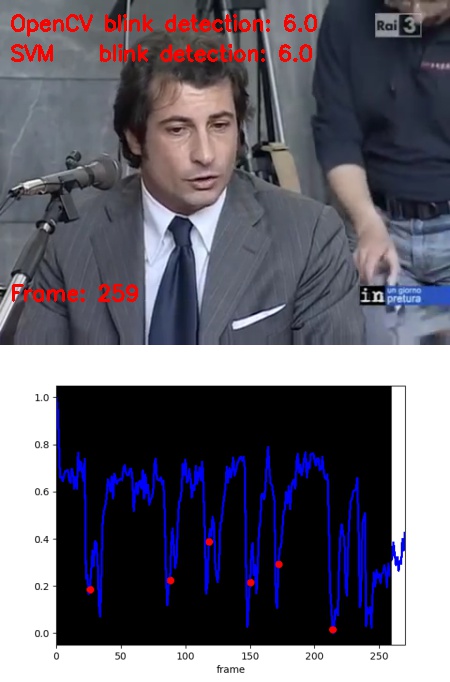 OpenCV blink detection: 6.0
SVM blink detection: 6.0
Rai 3
Frame: 259
in un giorno
pretura
1.0
0.8
0.6
0.4
0.2
0.0
0 50 100 150 200 250
frame